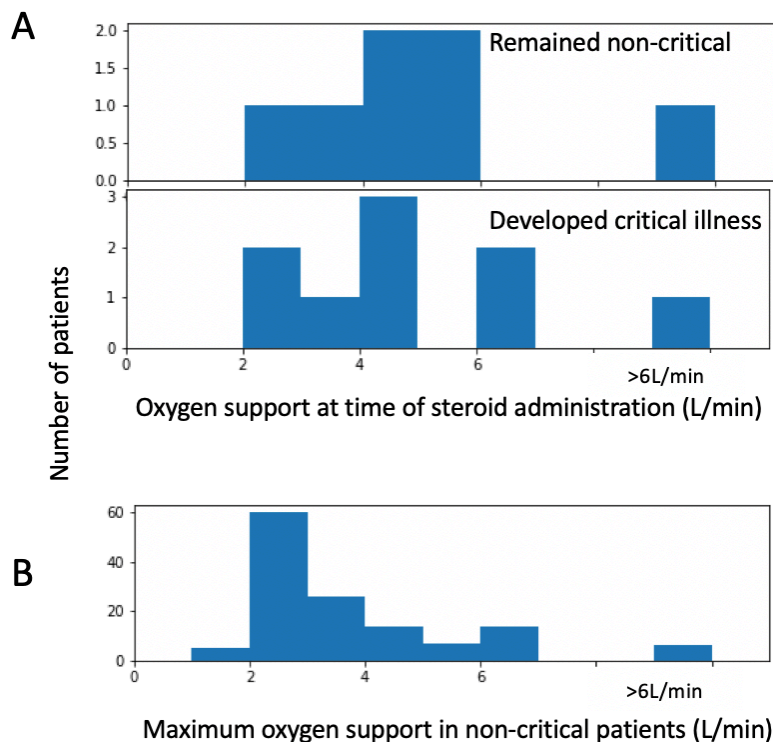 A
2.0
1.5
1.0
0.5
0.0
Remained non-critical
3
2
1
0
Developed critical illness
0 2 4 6
>6L/min
Oxygen support at time of steroid administration (L/min)
Number of patients
B
60
40
20
0
0 2 4 6
>6L/min
Maximum oxygen support in non-critical patients (L/min)